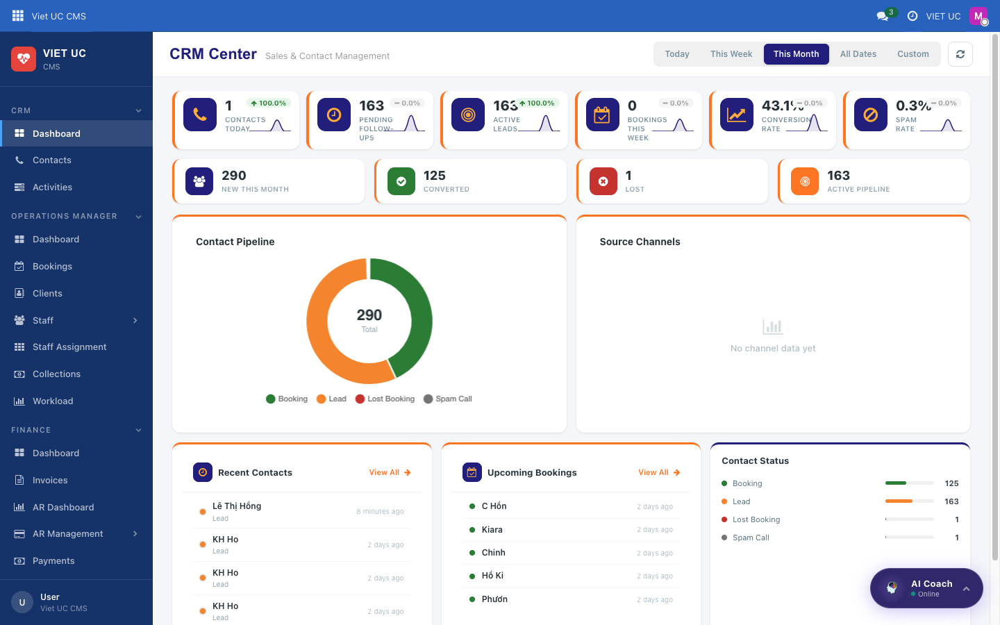 Viet UC CMS
3
VIET UC
M
VIET UC
CMS
CRM
Dashboard
Contacts
Activities
OPERATIONS MANAGER
Dashboard
Bookings
Clients
Staff
Staff Assignment
Collections
Workload
FINANCE
Dashboard
Invoices
AR Dashboard
AR Management
Payments
U
User
Viet UC CMS
CRM Center
Sales & Contact Management
Today
This Week
This Month
All Dates
Custom
1
100.0%
CONTACTS
TODAY
163
0.0%
PENDING
FOLLOW-
UPS
163
100.0%
ACTIVE
LEADS
0
0.0%
BOOKINGS
THIS
WEEK
43.1%
0.0%
CONVERSION
RATE
0.3%
0.0%
SPAM
RATE
290
NEW THIS MONTH
125
CONVERTED
1
LOST
163
ACTIVE PIPELINE
Contact Pipeline
290
Total
Booking
Lead
Lost Booking
Spam Call
Source Channels
No channel data yet
Recent Contacts
View All
Lê Thị Hồng
Lead
8 minutes ago
KH Ho
Lead
2 days ago
KH Ho
Lead
2 days ago
KH Ho
Lead
2 days ago
Upcoming Bookings
View All
C Hồn
2 days ago
Kiara
2 days ago
Chinh
2 days ago
Hồ Ki
2 days ago
Phươn
2 days ago
Contact Status
Booking
125
Lead
163
Lost Booking
1
Spam Call
1
AI Coach
Online